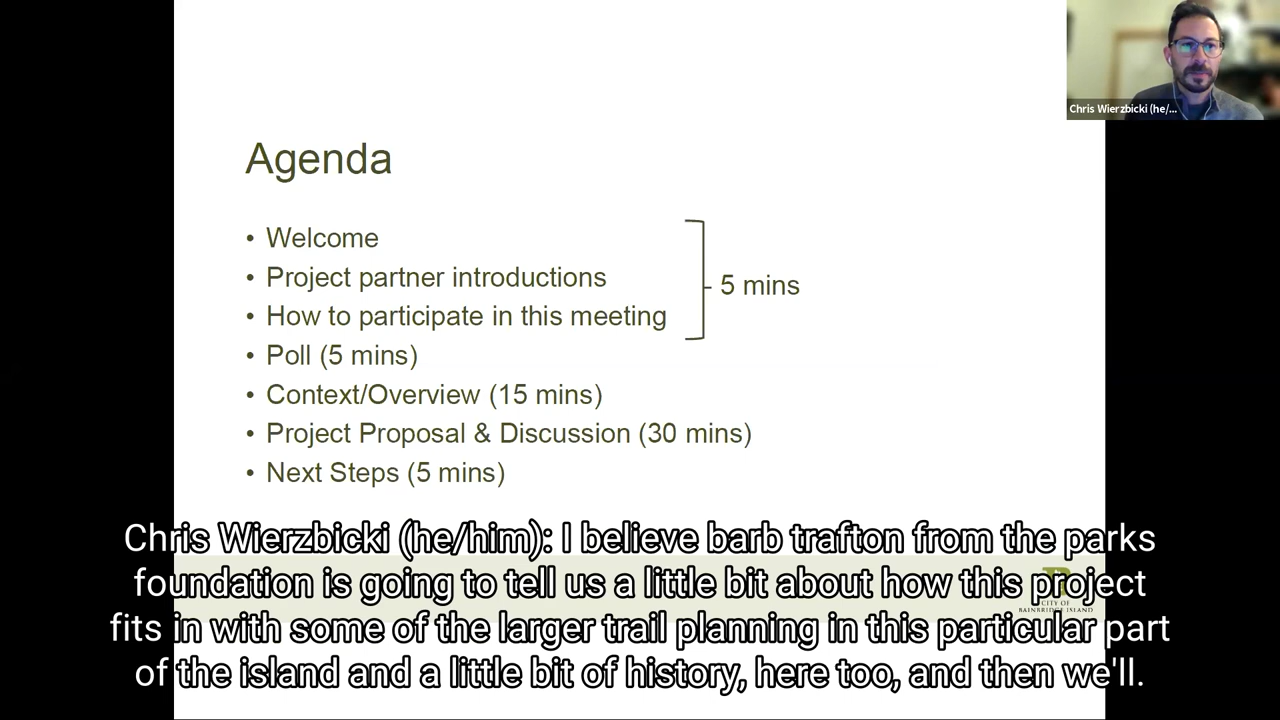 Chris Wierzbicki (he/...
Agenda
• Welcome
• Project partner introductions
• How to participate in this meeting
5 mins
• Poll (5 mins)
• Context/Overview (15 mins)
• Project Proposal & Discussion (30 mins)
• Next Steps (5 mins)
CITY OF
BAINBRIDGE ISLAND
Chris Wierzbicki (he/him): I believe barb trafton from the parks
foundation is going to tell us a little bit about how this project
fits in with some of the larger trail planning in this particular part
of the island and a little bit of history, here too, and then we'll.